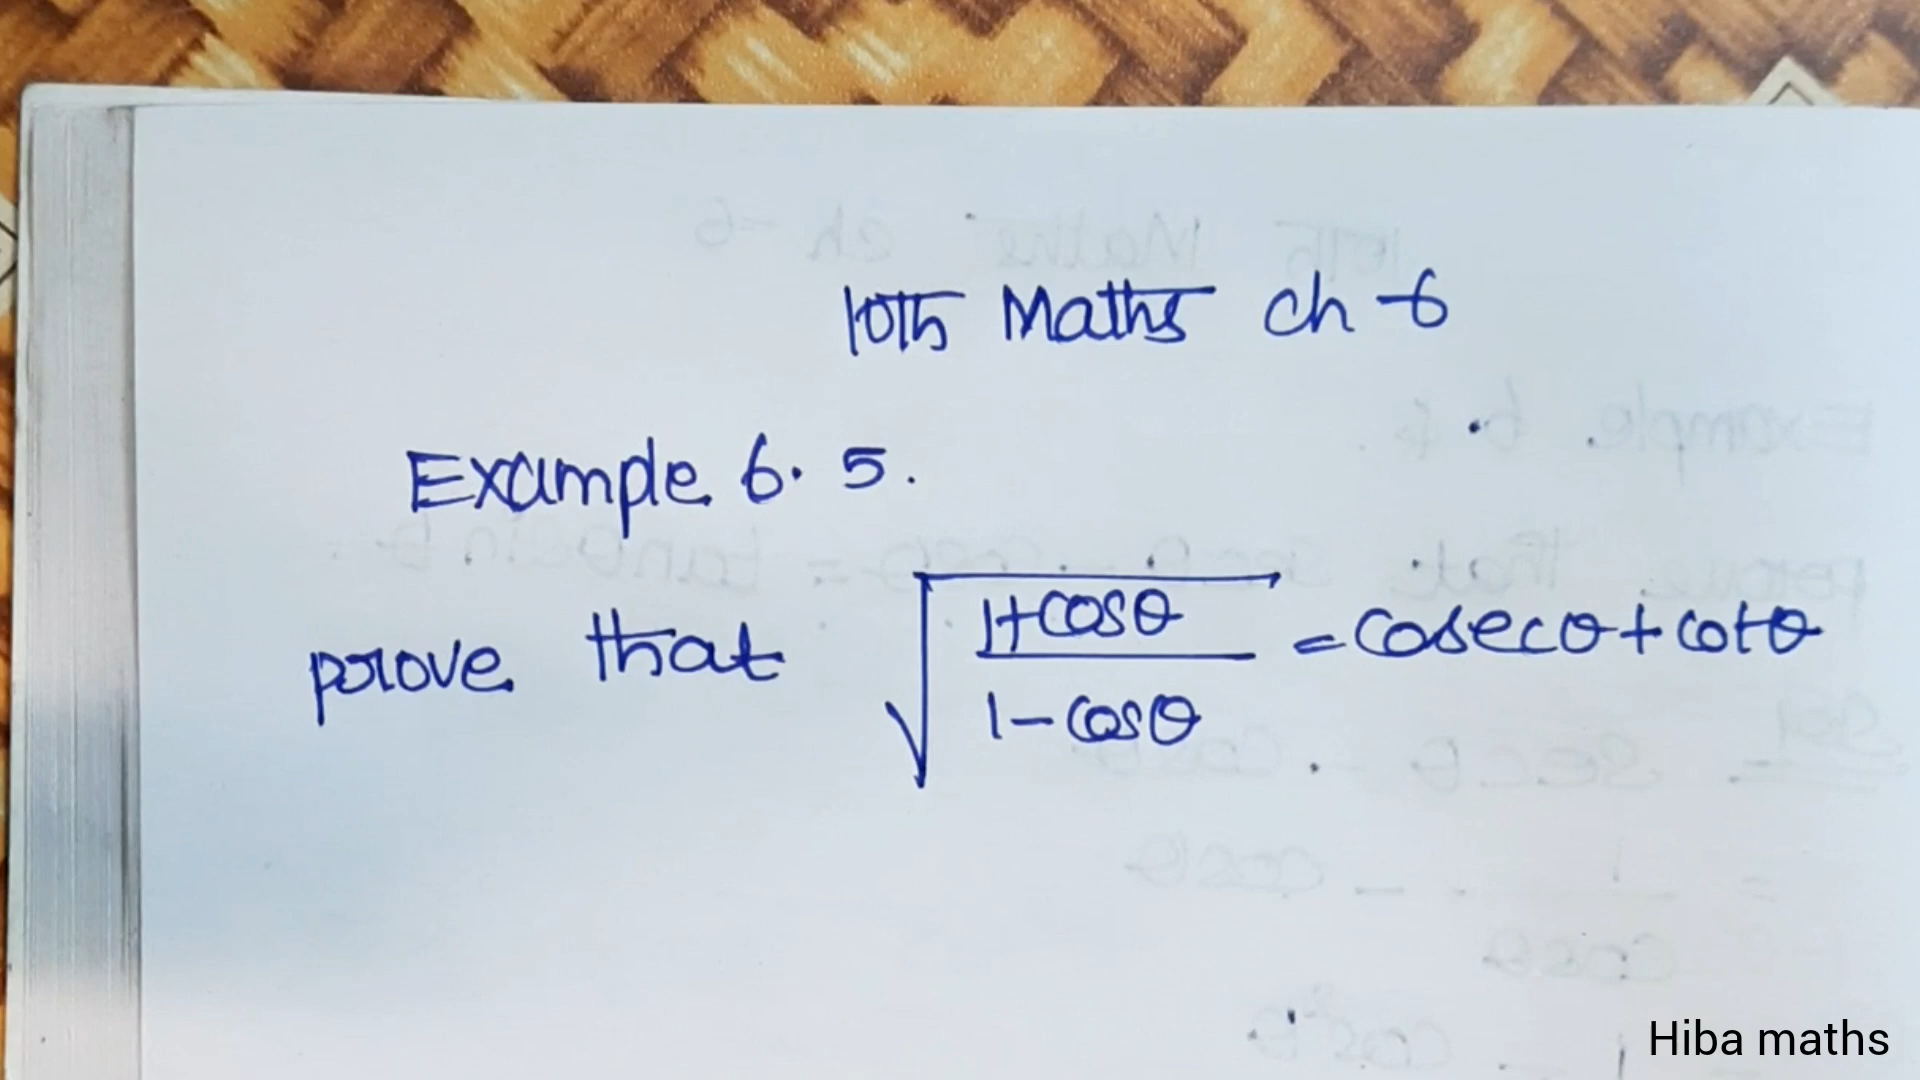 10th Maths ch-6
Example 6.5.
prove that √(1+cosθ / 1-cosθ) = cosecθ + cotθ
Hiba maths